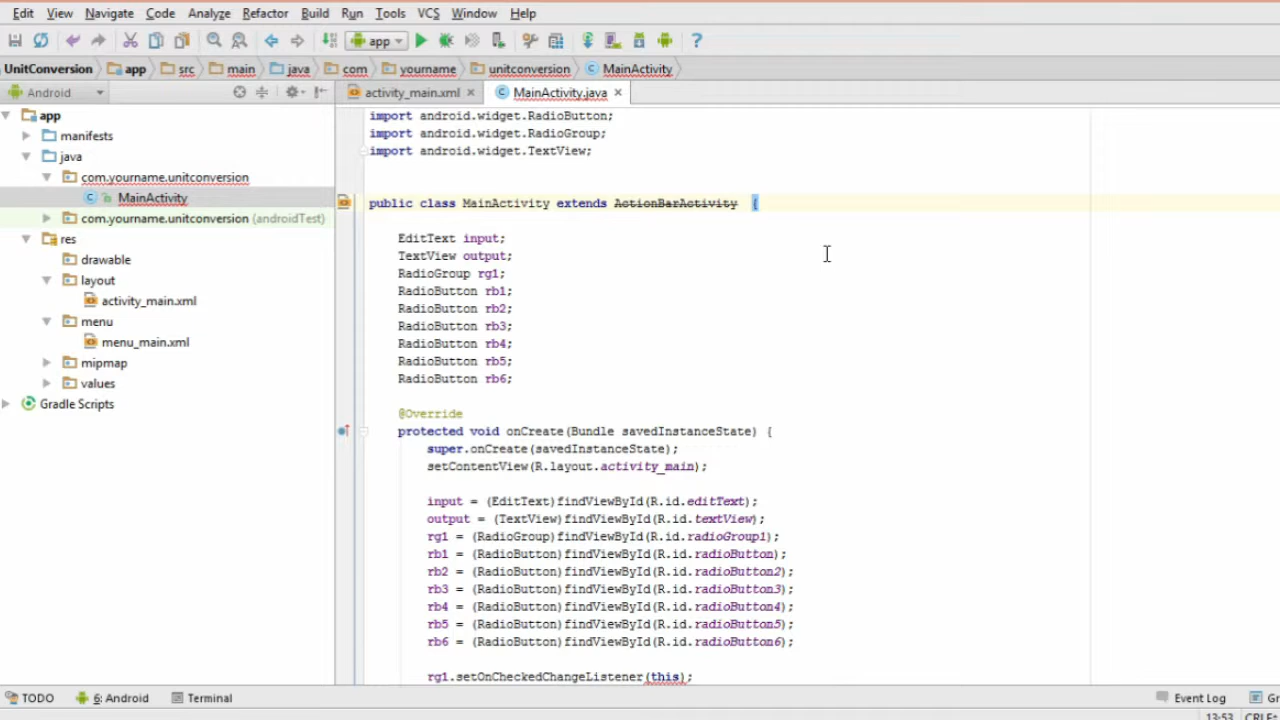 Edit View Navigate Code Analyze Refactor Build Run Tools VCS Window Help
app
UnitConversion app src main java com yourname unitconversion MainActivity
Android activity_main.xml MainActivity.java
app
manifests
java
com.yourname.unitconversion
MainActivity
com.yourname.unitconversion (androidTest)
res
drawable
layout
activity_main.xml
menu
menu_main.xml
mipmap
values
Gradle Scripts
import android.widget.RadioButton;
import android.widget.RadioGroup;
import android.widget.TextView;
public class MainActivity extends ActionBarActivity {
EditText input;
TextView output;
RadioGroup rg1;
RadioButton rb1;
RadioButton rb2;
RadioButton rb3;
RadioButton rb4;
RadioButton rb5;
RadioButton rb6;
@Override
protected void onCreate(Bundle savedInstanceState) {
super.onCreate(savedInstanceState);
setContentView(R.layout.activity_main);
input = (EditText)findViewById(R.id.editText);
output = (TextView)findViewById(R.id.textView);
rg1 = (RadioGroup)findViewById(R.id.radioGroup1);
rb1 = (RadioButton)findViewById(R.id.radioButton);
rb2 = (RadioButton)findViewById(R.id.radioButton2);
rb3 = (RadioButton)findViewById(R.id.radioButton3);
rb4 = (RadioButton)findViewById(R.id.radioButton4);
rb5 = (RadioButton)findViewById(R.id.radioButton5);
rb6 = (RadioButton)findViewById(R.id.radioButton6);
rg1.setOnCheckedChangeListener(this);
TODO 6: Android Terminal Event Log Gr
13:53 CRLF: